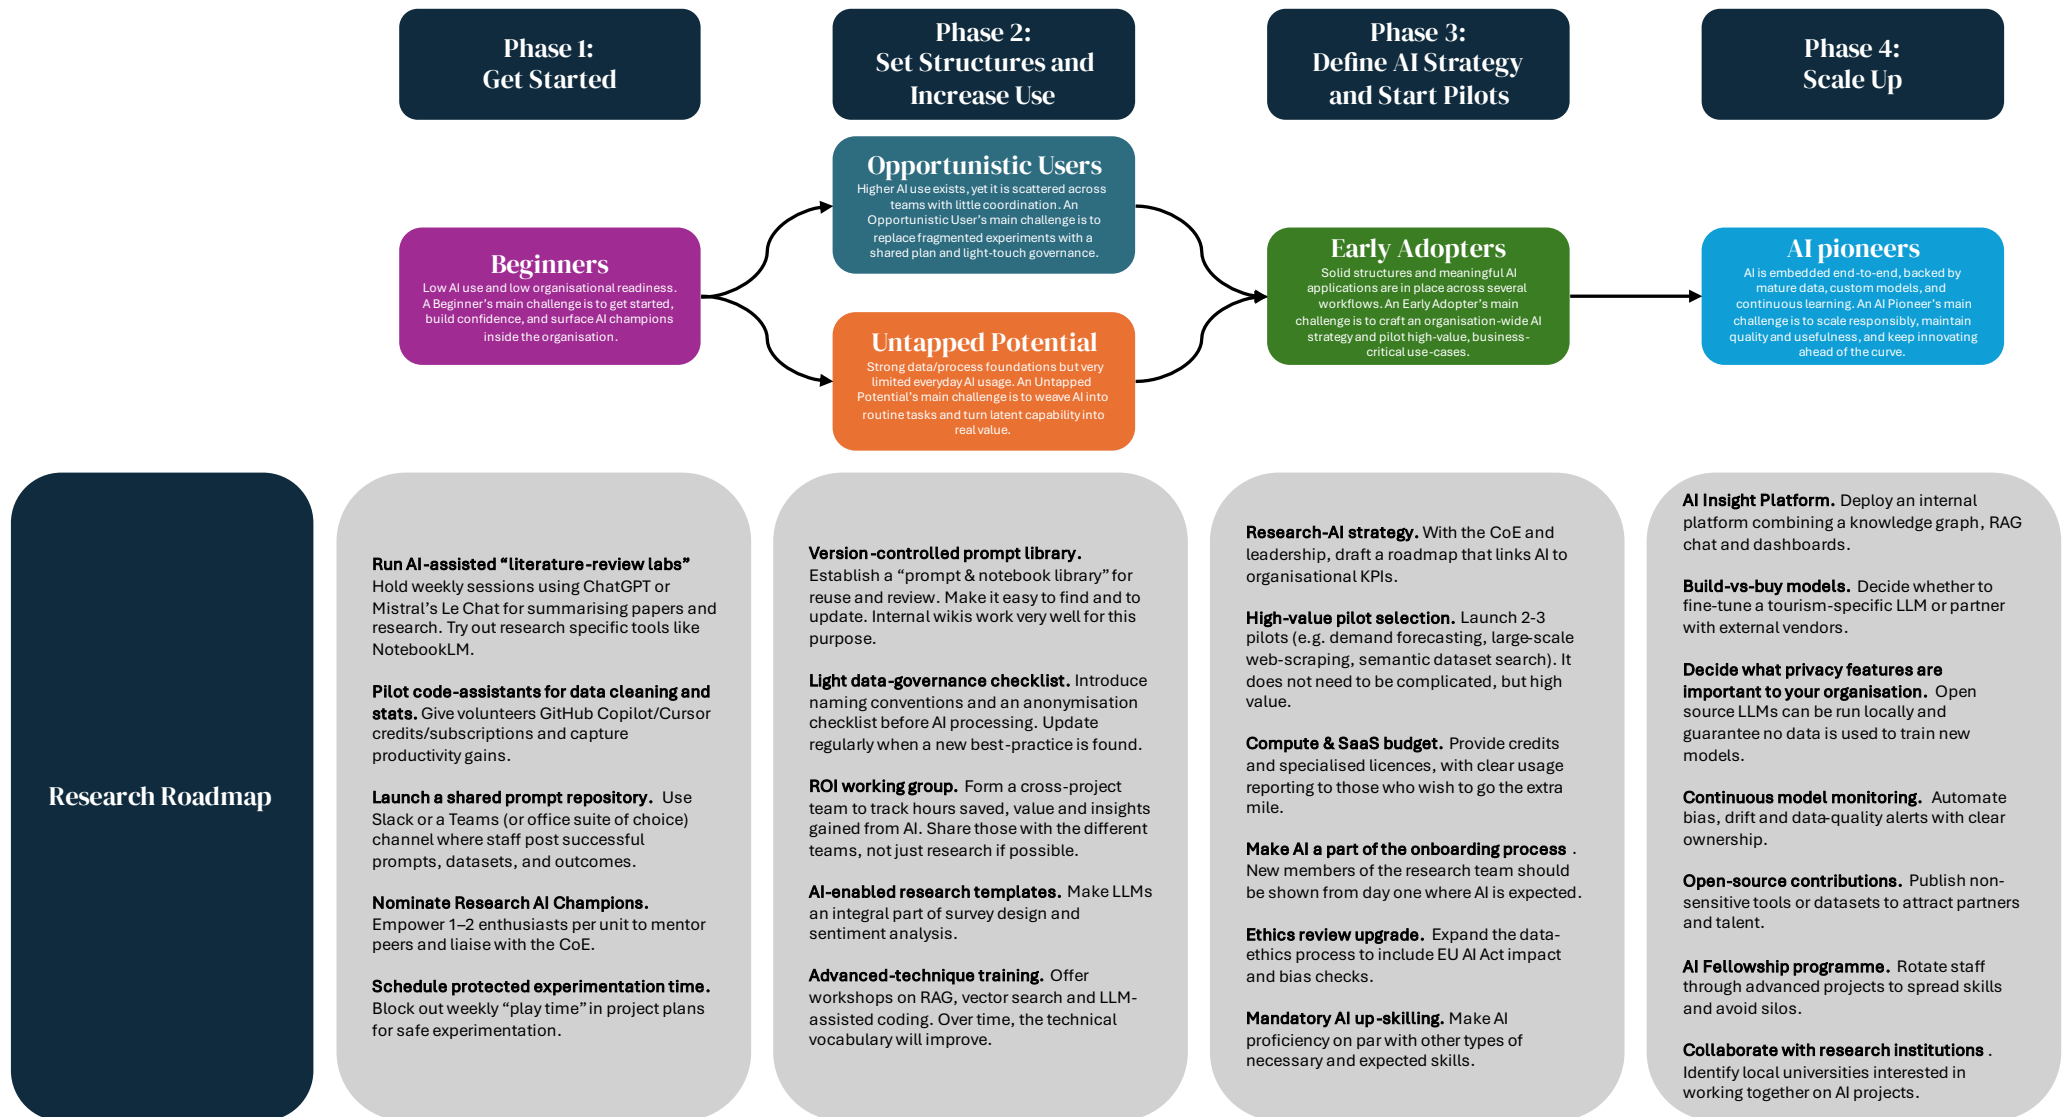 Phase 1:
Get Started
Phase 2:
Set Structures and
Increase Use
Phase 3:
Define AI Strategy
and Start Pilots
Phase 4:
Scale Up
Beginners
Low AI use and low organisational readiness.
A Beginner's main challenge is to get started,
build confidence, and surface AI champions
inside the organisation.
Opportunistic Users
Higher AI use exists, yet it is scattered across
teams with little coordination. An
Opportunistic User's main challenge is to
replace fragmented experiments with a
shared plan and light-touch governance.
Untapped Potential
Strong data/process foundations but very
limited everyday AI usage. An Untapped
Potential's main challenge is to weave AI into
routine tasks and turn latent capability into
real value.
Early Adopters
Solid structures and meaningful AI
applications are in place across several
workflows. An Early Adopter's main
challenge is to craft an organisation-wide AI
strategy and pilot high-value, business-
critical use-cases.
AI pioneers
AI is embedded end-to-end, backed by
mature data, custom models, and
continuous learning. An AI Pioneer's main
challenge is to scale responsibly, maintain
quality and usefulness, and keep innovating
ahead of the curve.
Research Roadmap
Run AI-assisted “literature-review labs”
Hold weekly sessions using ChatGPT or
Mistral's Le Chat for summarising papers and
research. Try out research specific tools like
NotebookLM.
Pilot code-assistants for data cleaning and
stats. Give volunteers GitHub Copilot/Cursor
credits/subscriptions and capture
productivity gains.
Launch a shared prompt repository. Use
Slack or a Teams (or office suite of choice)
channel where staff post successful
prompts, datasets, and outcomes.
Nominate Research AI Champions.
Empower 1–2 enthusiasts per unit to mentor
peers and liaise with the CoE.
Schedule protected experimentation time.
Block out weekly “play time” in project plans
for safe experimentation.
Version-controlled prompt library.
Establish a “prompt & notebook library” for
reuse and review. Make it easy to find and to
update. Internal wikis work very well for this
purpose.
Light data-governance checklist. Introduce
naming conventions and an anonymisation
checklist before AI processing. Update
regularly when a new best-practice is found.
ROI working group. Form a cross-project
team to track hours saved, value and insights
gained from AI. Share those with the different
teams, not just research if possible.
AI-enabled research templates. Make LLMs
an integral part of survey design and
sentiment analysis.
Advanced-technique training. Offer
workshops on RAG, vector search and LLM-
assisted coding. Over time, the technical
vocabulary will improve.
Research-AI strategy. With the CoE and
leadership, draft a roadmap that links AI to
organisational KPIs.
High-value pilot selection. Launch 2-3
pilots (e.g. demand forecasting, large-scale
web-scraping, semantic dataset search). It
does not need to be complicated, but high
value.
Compute & SaaS budget. Provide credits
and specialised licences, with clear usage
reporting to those who wish to go the extra
mile.
Make AI a part of the onboarding process .
New members of the research team should
be shown from day one where AI is expected.
Ethics review upgrade. Expand the data-
ethics process to include EU AI Act impact
and bias checks.
Mandatory AI up-skilling. Make AI
proficiency on par with other types of
necessary and expected skills.
AI Insight Platform. Deploy an internal
platform combining a knowledge graph, RAG
chat and dashboards.
Build-vs-buy models. Decide whether to
fine-tune a tourism-specific LLM or partner
with external vendors.
Decide what privacy features are
important to your organisation. Open
source LLMs can be run locally and
guarantee no data is used to train new
models.
Continuous model monitoring. Automate
bias, drift and data-quality alerts with clear
ownership.
Open-source contributions. Publish non-
sensitive tools or datasets to attract partners
and talent.
AI Fellowship programme. Rotate staff
through advanced projects to spread skills
and avoid silos.
Collaborate with research institutions .
Identify local universities interested in
working together on AI projects.